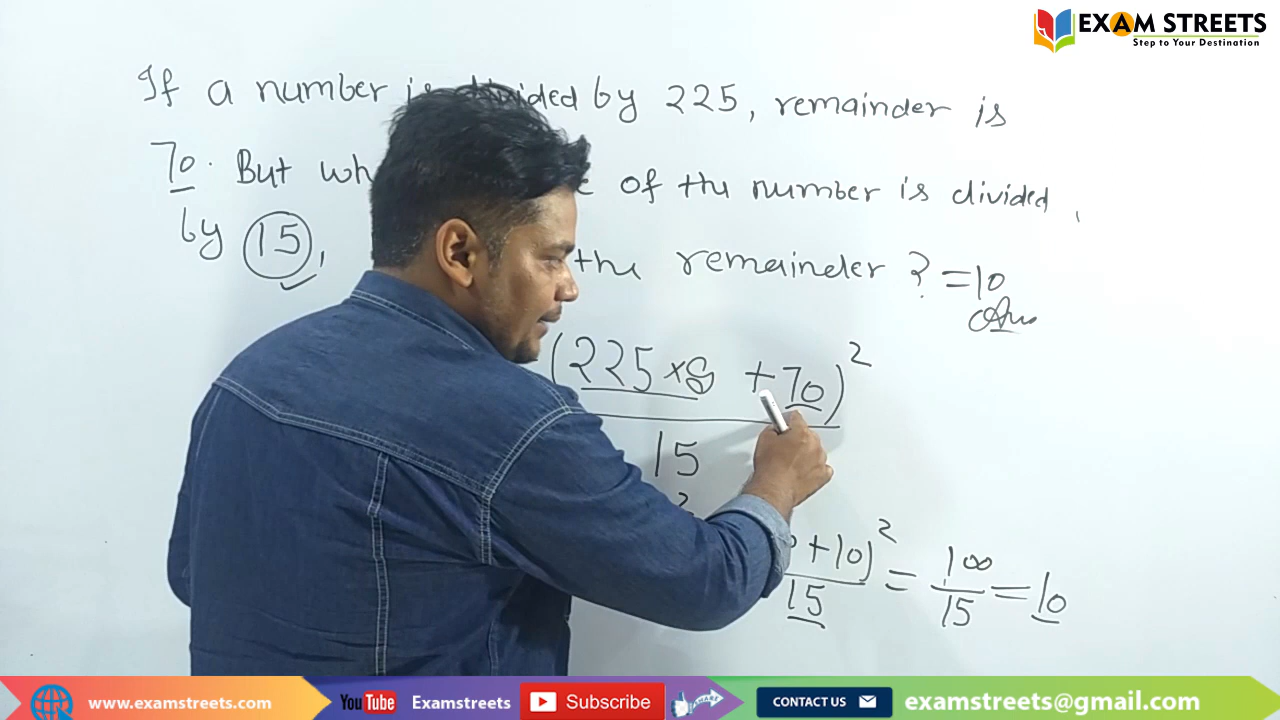 EXAM STREETS
Step to Your Destination
If a number is divided by 225, remainder is
70. But of the number is divided,
by 15, the remainder ? = 10
Ans
(225 × 8 + 70)²
15
+10)² = 100 = 10
15 15
www.examstreets.com YouTube Examstreets Subscribe SHARE CONTACT US examstreets@gmail.com